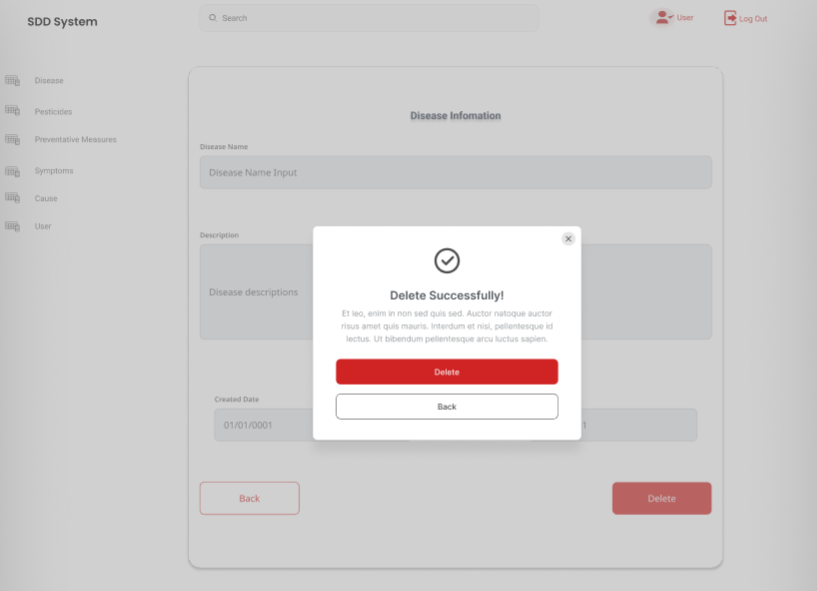 SDD System
Search
User
Log Out
Disease
Pesticides
Preventative Measures
Symptoms
Cause
User
Disease Infomation
Disease Name
Disease Name Input
Description
Disease descriptions
Delete Successfully!
Et leo, enim in non sed quis sed. Auctor natoque auctor
risus amet quis mauris. Interdum et nisi, pellentesque id
lectus. Ut bibendum pellentesque arcu luctus sapien.
Delete
Back
Created Date
01/01/0001
1
Back
Delete